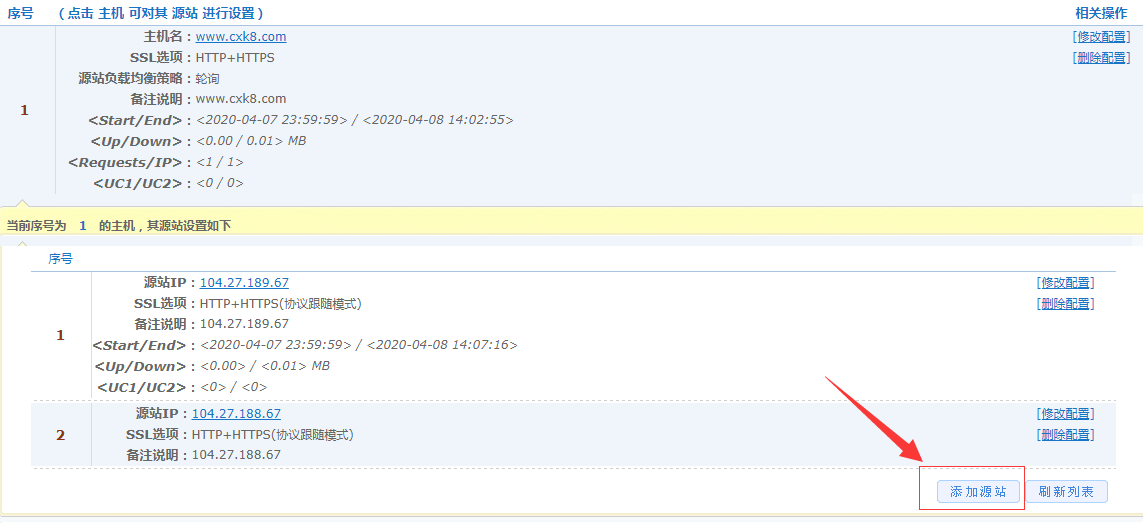 序号 （点击 主机 可对其 源站 进行设置） 相关操作
主机名： www.cxk8.com [修改配置]
SSL选项： HTTP+HTTPS [删除配置]
源站负载均衡策略： 轮询
1
备注说明： www.cxk8.com
<Start/End>： <2020-04-07 23:59:59> / <2020-04-08 14:02:55>
<Up/Down>： <0.00 / 0.01> MB
<Requests/IP>： <1 / 1>
<UC1/UC2>： <0 / 0>
当前序号为 1 的主机，其源站设置如下
序号
源站IP： 104.27.189.67 [修改配置]
SSL选项： HTTP+HTTPS(协议跟随模式) [删除配置]
备注说明： 104.27.189.67
1
<Start/End>： <2020-04-07 23:59:59> / <2020-04-08 14:07:16>
<Up/Down>： <0.00> / <0.01> MB
<UC1/UC2>： <0> / <0>
源站IP： 104.27.188.67 [修改配置]
2 SSL选项： HTTP+HTTPS(协议跟随模式) [删除配置]
备注说明： 104.27.188.67
添加源站 刷新列表